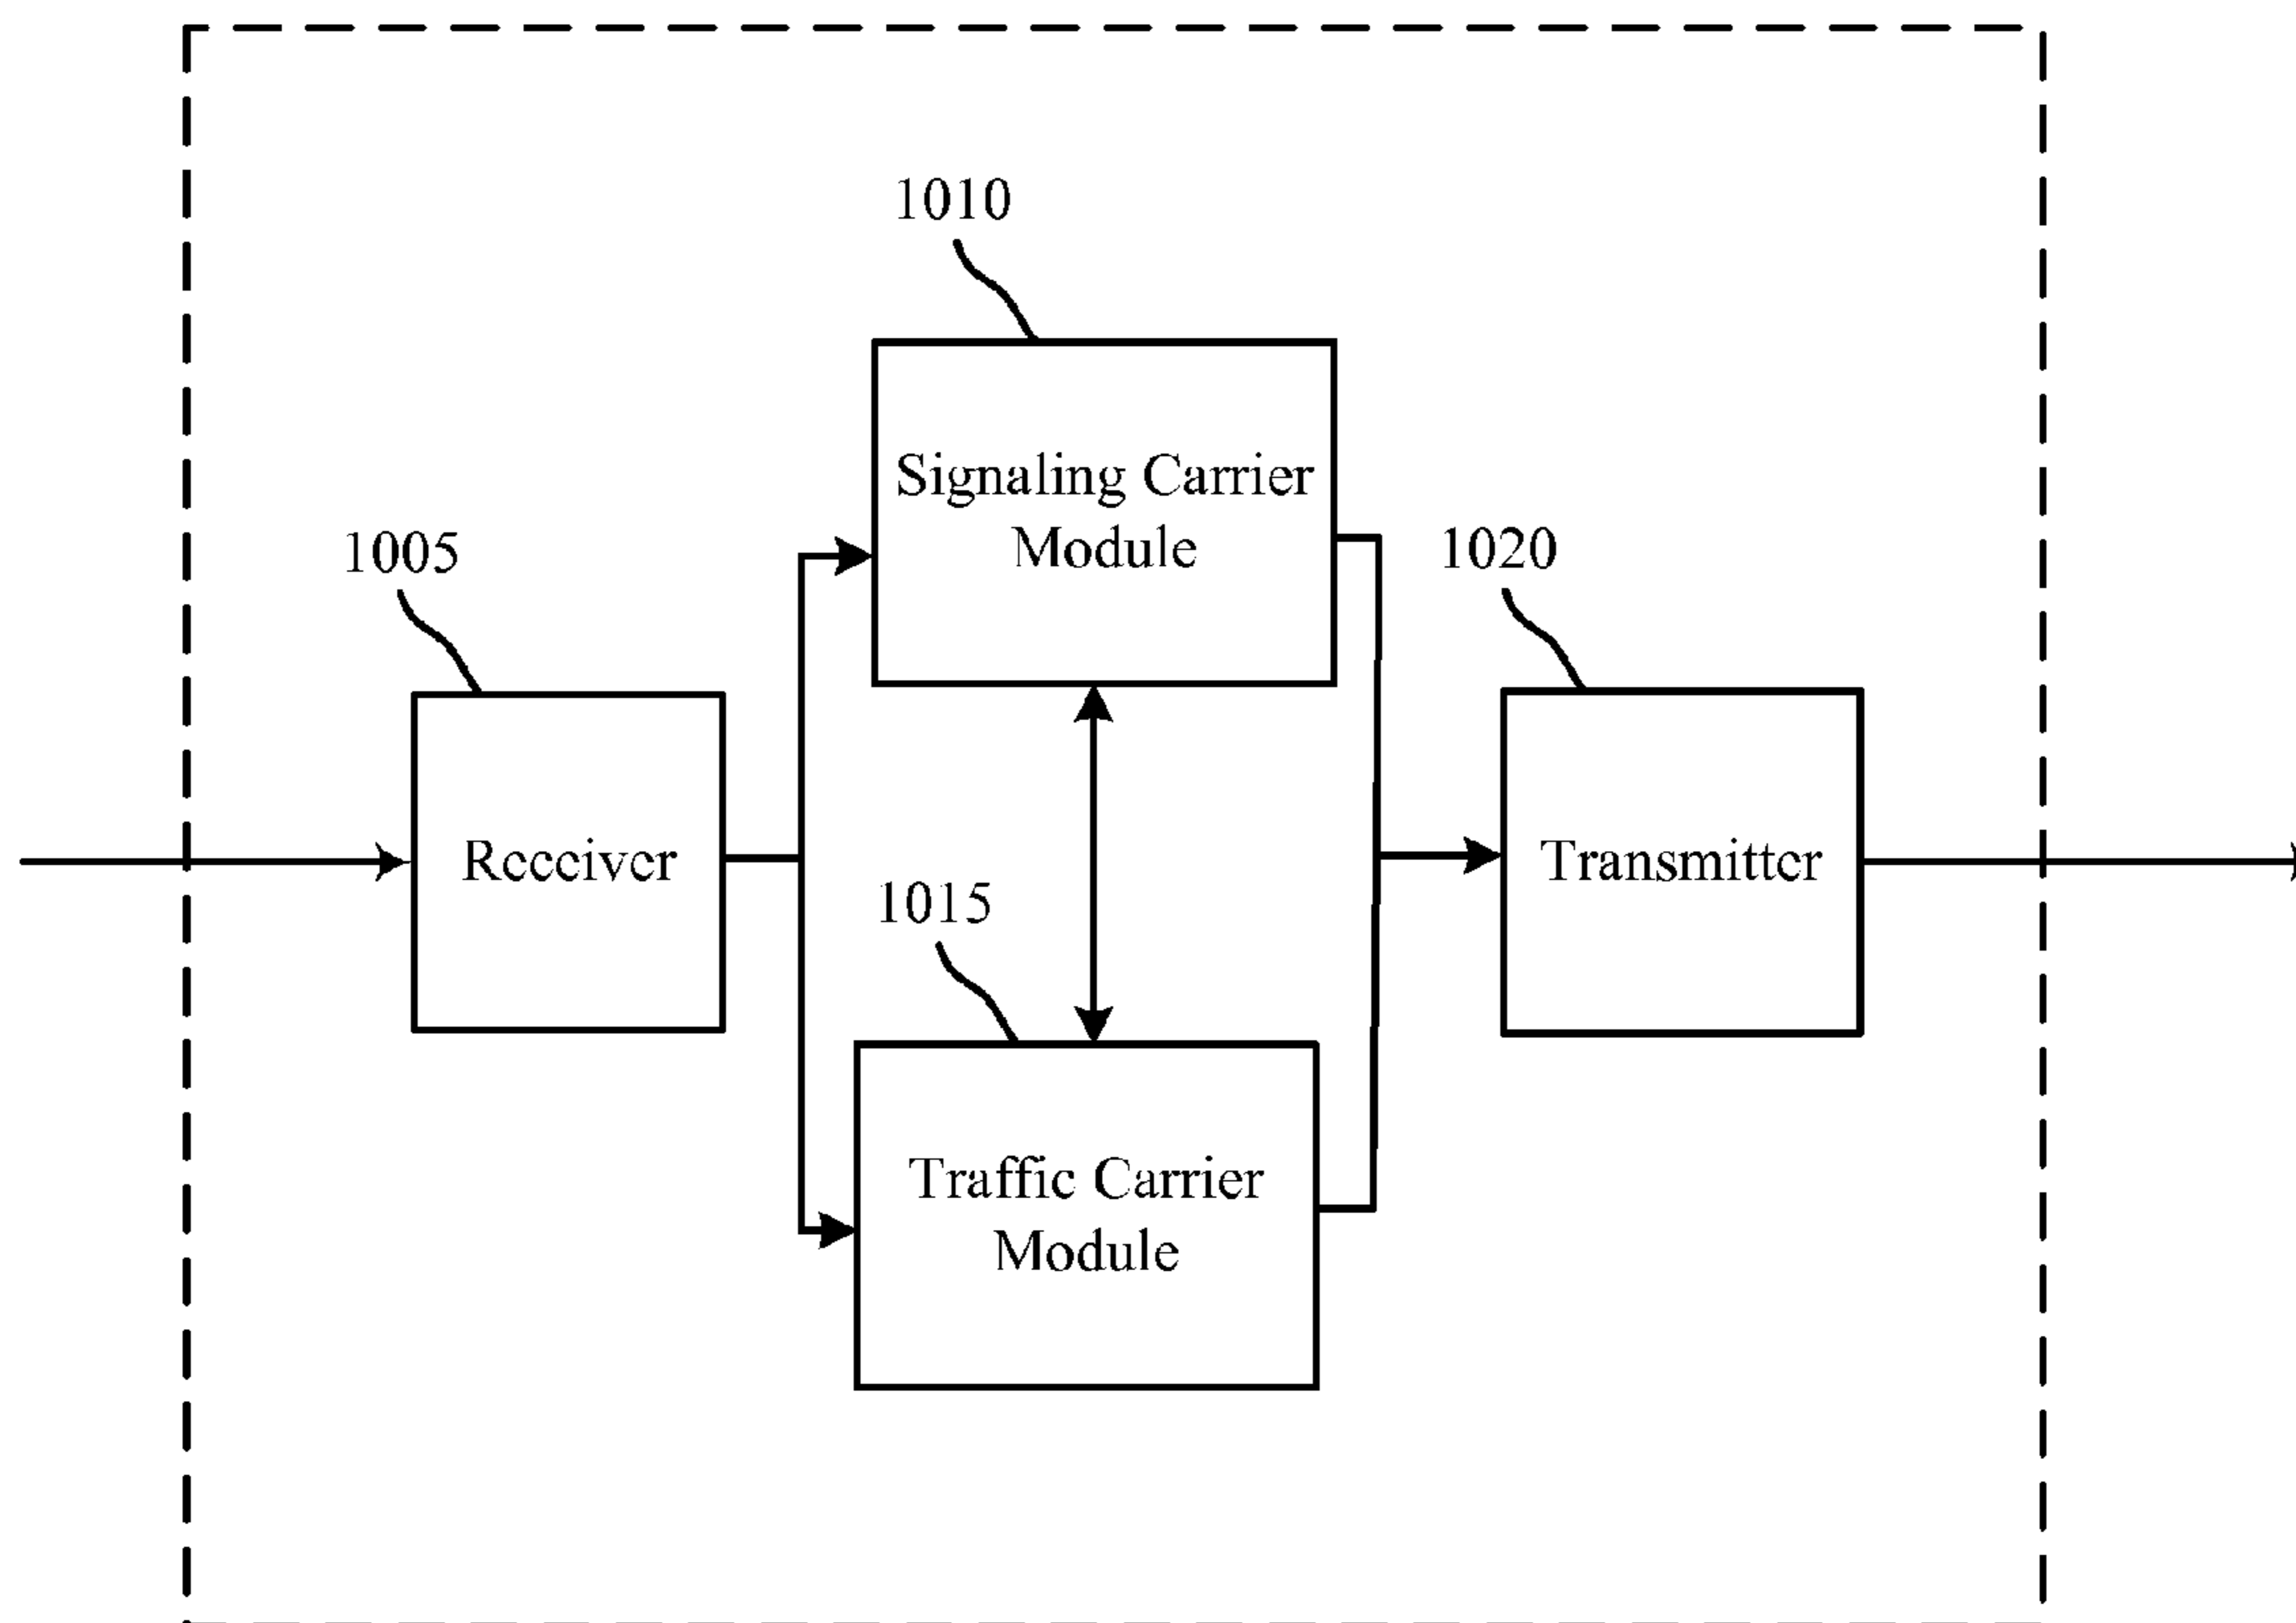 1010
Signaling Carrier
Module
1005
1020
Receiver
Transmitter
1015
Traffic Carrier
Module